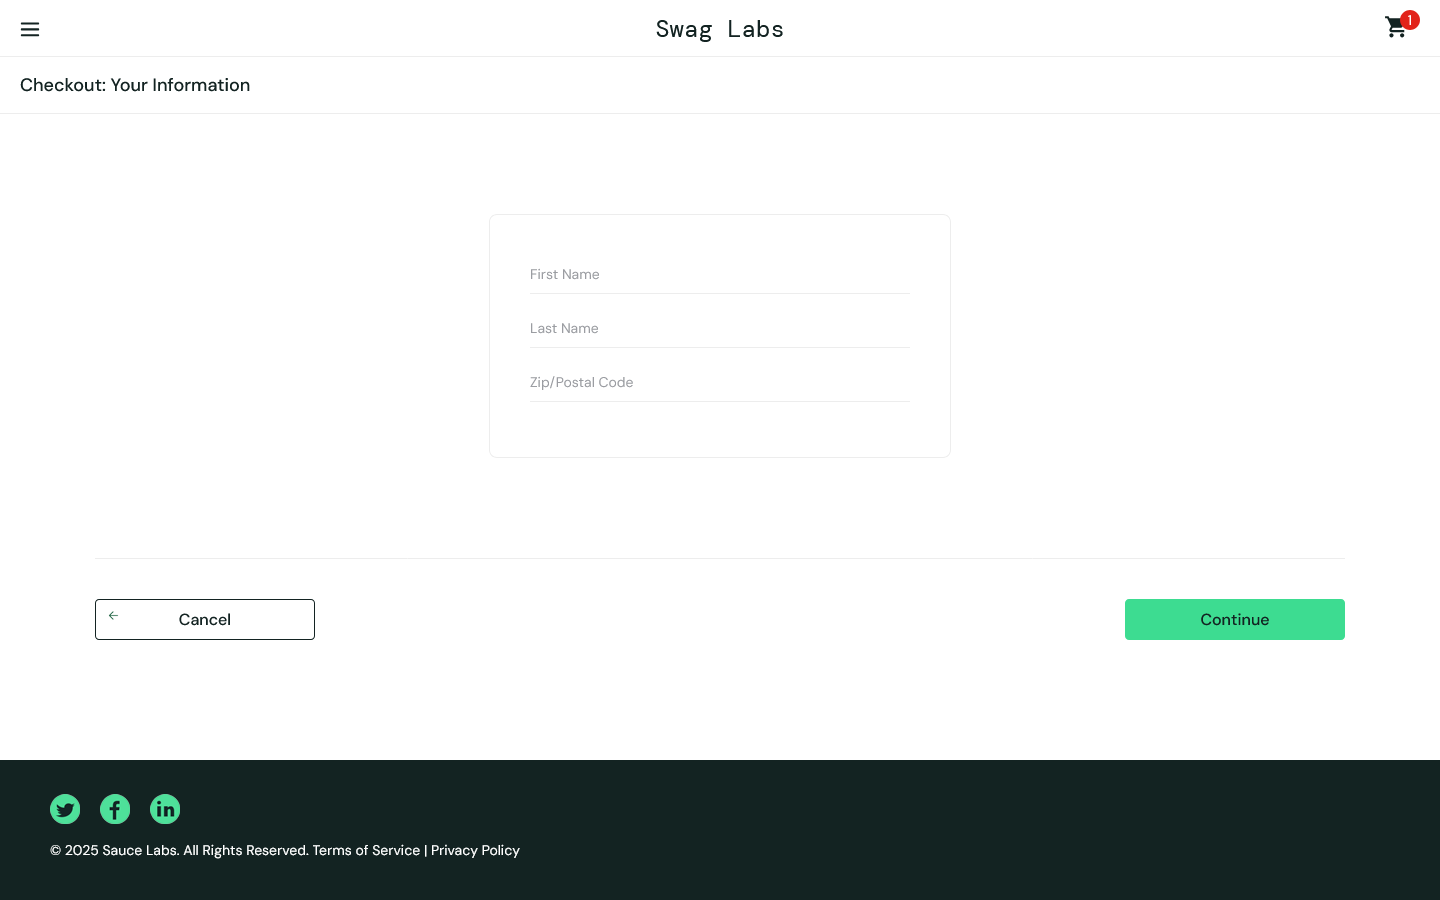 Swag Labs
1
Checkout: Your Information
First Name
Last Name
Zip/Postal Code
Cancel
Continue
© 2025 Sauce Labs. All Rights Reserved. Terms of Service | Privacy Policy